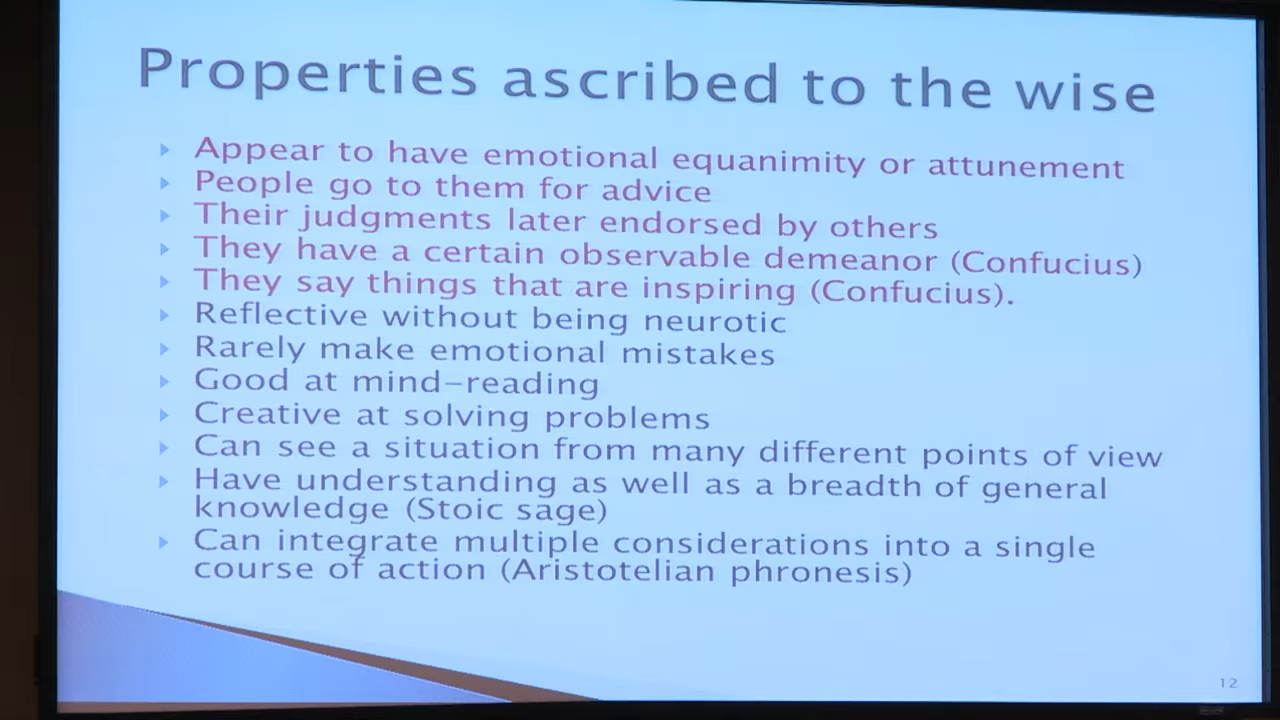 Properties ascribed to the wise
Appear to have emotional equanimity or attunement
People go to them for advice
Their judgments later endorsed by others
They have a certain observable demeanor (Confucius)
They say things that are inspiring (Confucius).
Reflective without being neurotic
Rarely make emotional mistakes
Good at mind-reading
Creative at solving problems
Can see a situation from many different points of view
Have understanding as well as a breadth of general
knowledge (Stoic sage)
Can integrate multiple considerations into a single
course of action (Aristotelian phronesis)
12